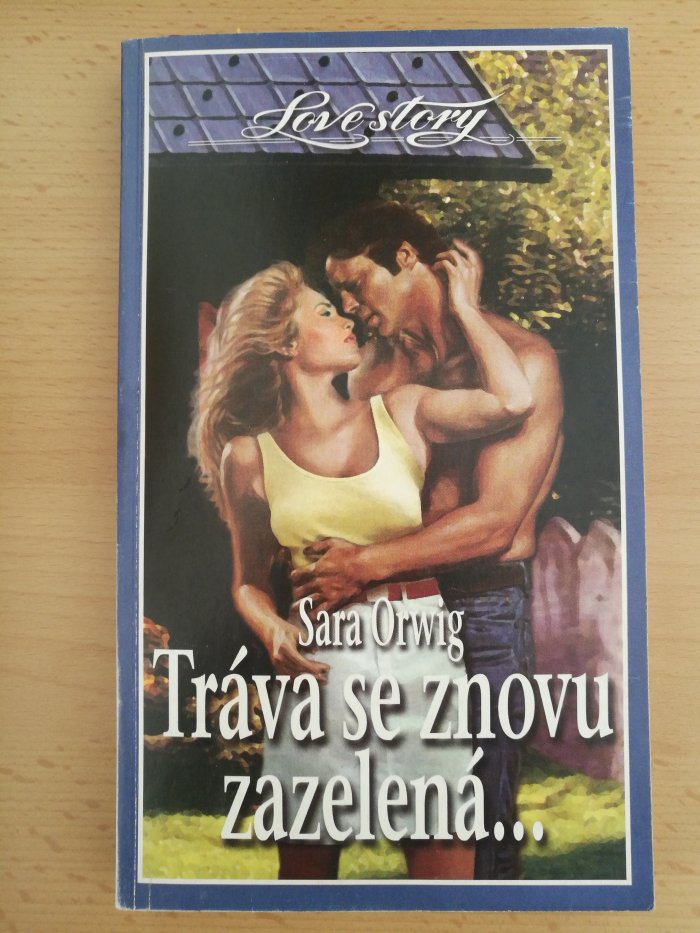 Love story
Sara Orwig
Tráva se znovu
zazelená...